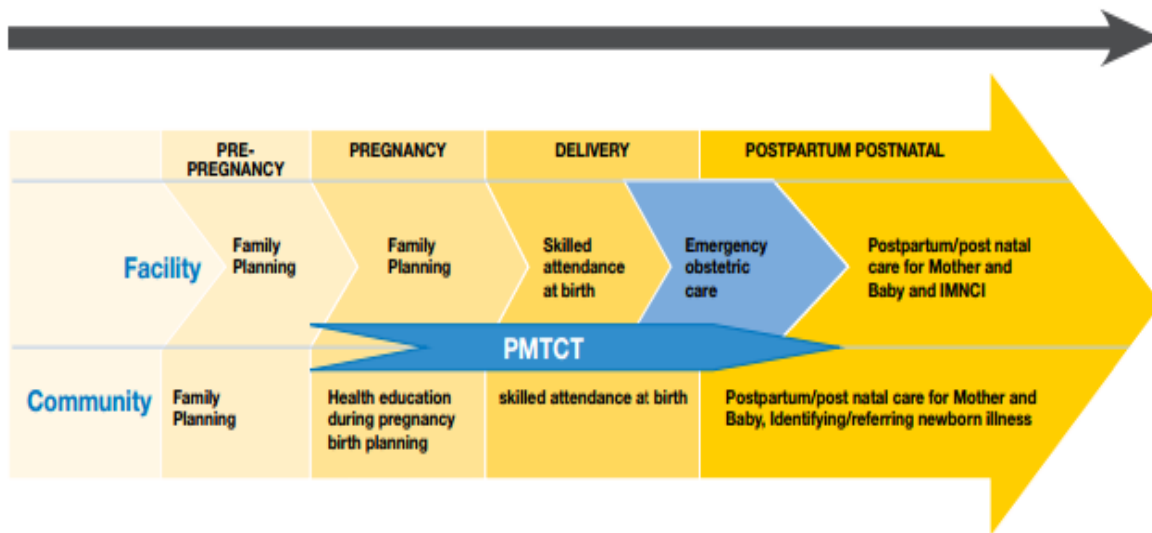 PRE-
PREGNANCY
PREGNANCY
DELIVERY
POSTPARTUM POSTNATAL
Facility
Family
Planning
Family
Planning
Skilled
attendance
at birth
Emergency
obstetric
care
Postpartum/post natal
care for Mother and
Baby and IMNCI
PMTCT
Community
Family
Planning
Health education
during pregnancy
birth planning
skilled attendance at birth
Postpartum/post natal care for Mother and
Baby, Identifying/referring newborn illness